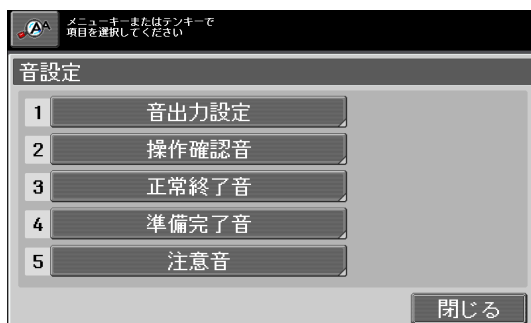 メニューキーまたはテンキーで
項目を選択してください
音設定
1 音出力設定
2 操作確認音
3 正常終了音
4 準備完了音
5 注意音
閉じる